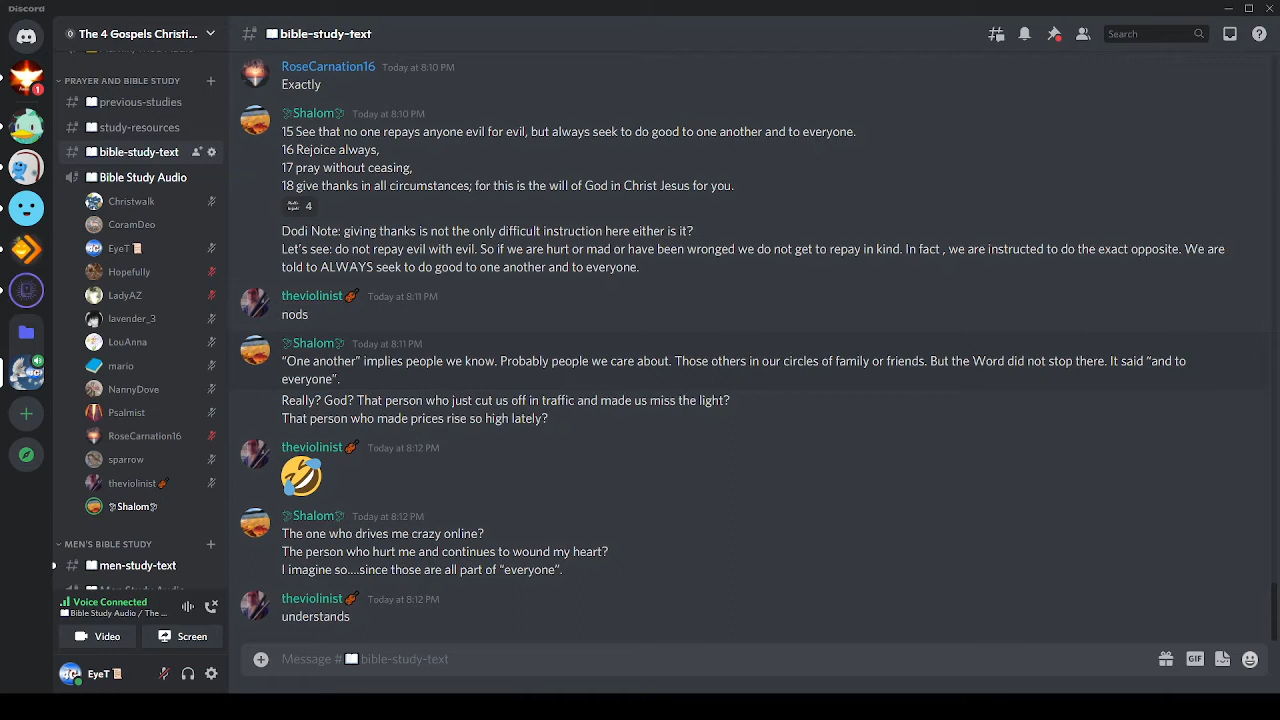 Discord
The 4 Gospels Christi...
bible-study-text
Search
1
PRAYER AND BIBLE STUDY
previous-studies
study-resources
bible-study-text
Bible Study Audio
Christwalk
CoramDeo
EyeT
Hopefully
LadyAZ
lavender_3
LouAnna
mario
NannyDove
Psalmist
RoseCarnation16
sparrow
theviolinist
Shalom
MEN'S BIBLE STUDY
men-study-text
Voice Connected
Bible Study Audio / The ...
Video
Screen
EyeT
RoseCarnation16 Today at 8:10 PM
Exactly
Shalom Today at 8:10 PM
15 See that no one repays anyone evil for evil, but always seek to do good to one another and to everyone.
16 Rejoice always,
17 pray without ceasing,
18 give thanks in all circumstances; for this is the will of God in Christ Jesus for you.
4
Dodi Note: giving thanks is not the only difficult instruction here either is it?
Let's see: do not repay evil with evil. So if we are hurt or mad or have been wronged we do not get to repay in kind. In fact , we are instructed to do the exact opposite. We are
told to ALWAYS seek to do good to one another and to everyone.
theviolinist Today at 8:11 PM
nods
Shalom Today at 8:11 PM
“One another” implies people we know. Probably people we care about. Those others in our circles of family or friends. But the Word did not stop there. It said “and to
everyone”.
Really? God? That person who just cut us off in traffic and made us miss the light?
That person who made prices rise so high lately?
theviolinist Today at 8:12 PM
Shalom Today at 8:12 PM
The one who drives me crazy online?
The person who hurt me and continues to wound my heart?
I imagine so....since those are all part of “everyone”.
theviolinist Today at 8:12 PM
understands
Message # bible-study-text
GIF